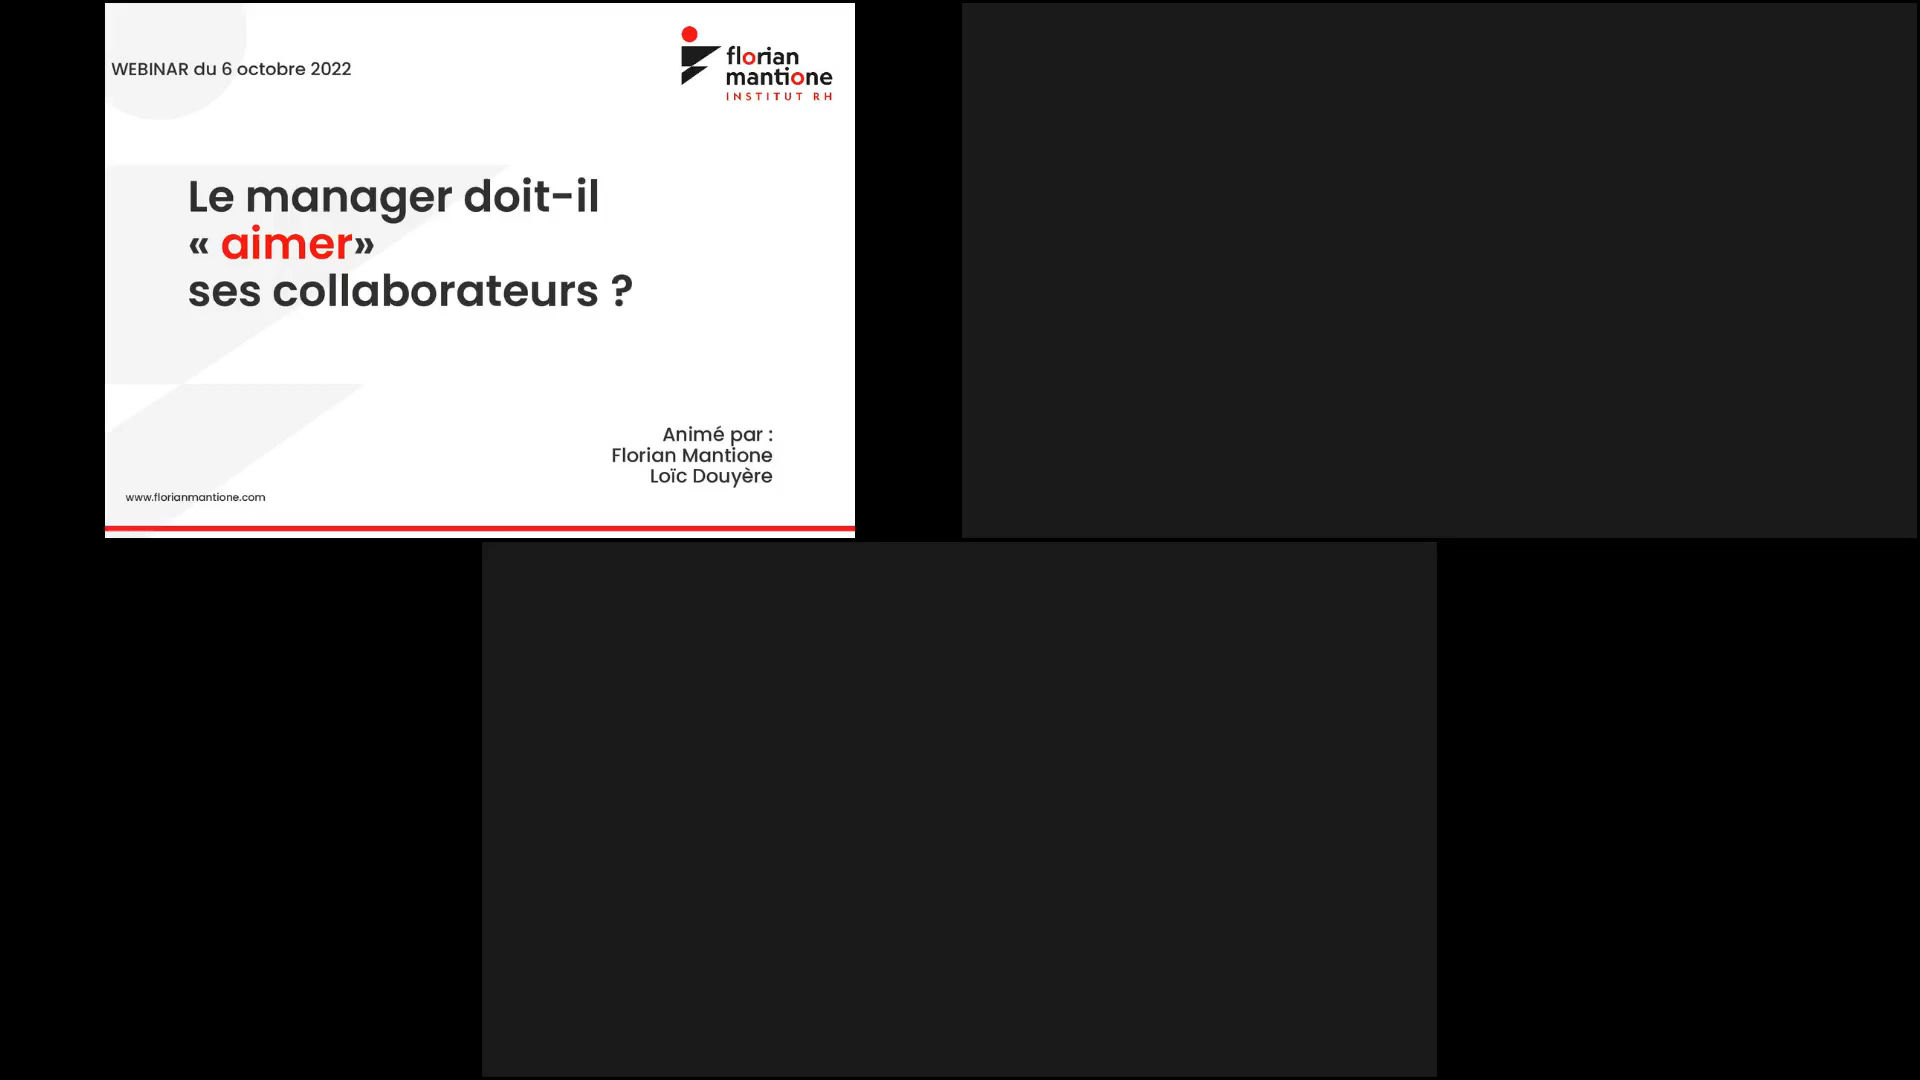 WEBINAR du 6 octobre 2022
florian
mantione
INSTITUT RH
Le manager doit-il
« aimer»
ses collaborateurs ?
Animé par :
Florian Mantione
Loïc Douyère
www.florianmantione.com